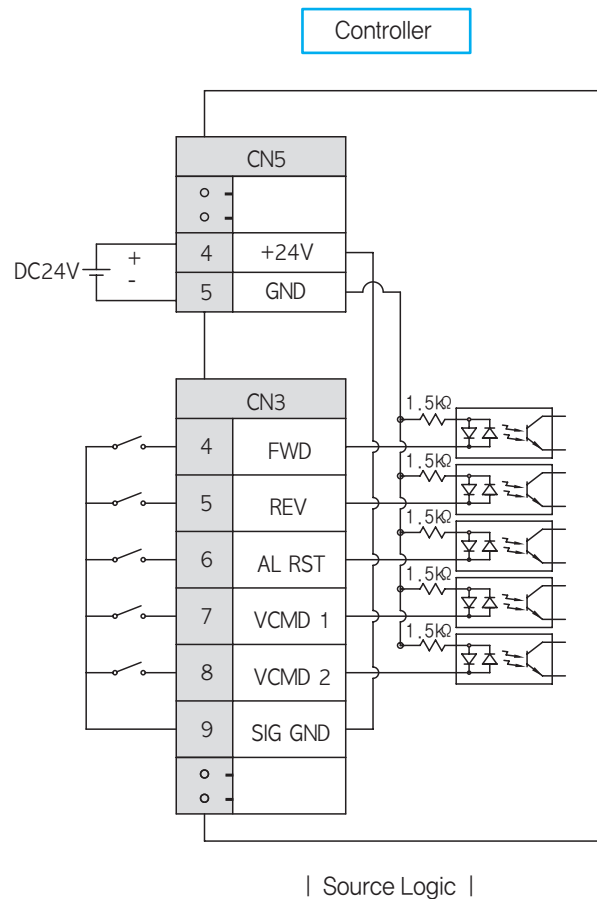 Controller
CN5
DC24V
+
-
4 +24V
5 GND
CN3
1.5kΩ
4 FWD
1.5kΩ
5 REV
1.5kΩ
6 AL RST
1.5kΩ
7 VCMD 1
1.5kΩ
8 VCMD 2
9 SIG GND
| Source Logic |